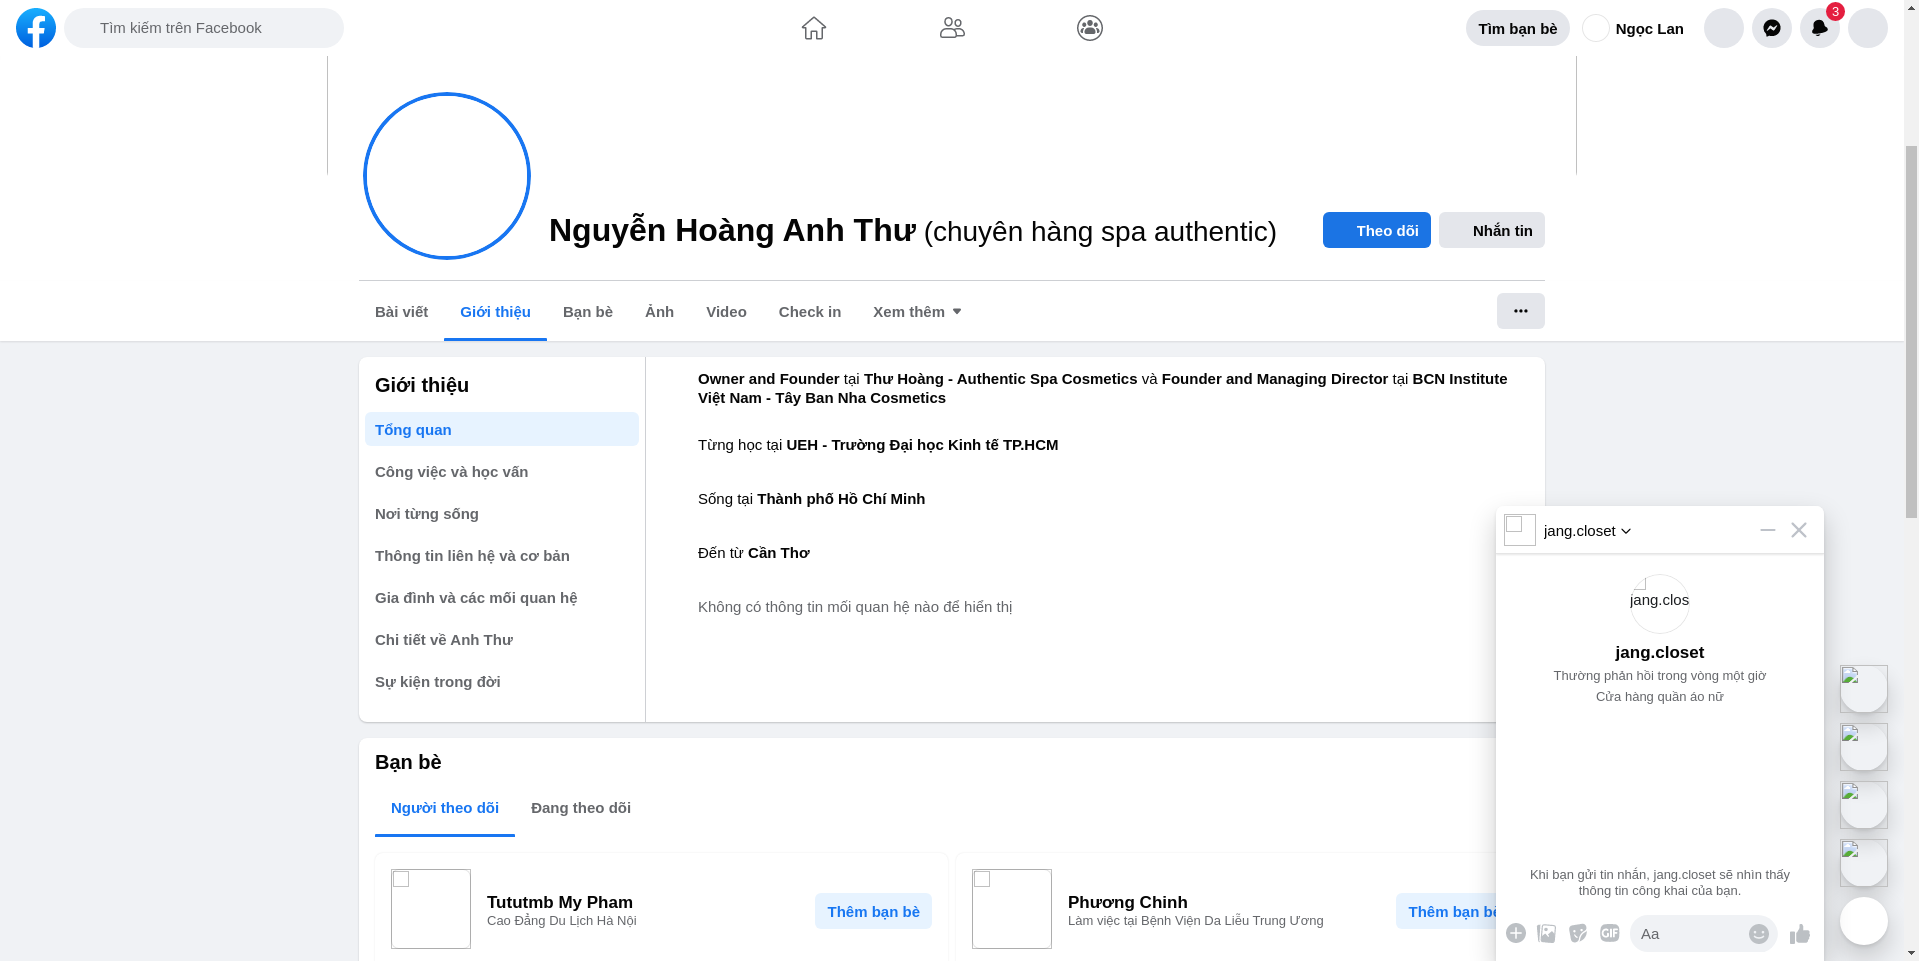 Tìm kiếm trên Facebook
Tìm bạn bè
Ngọc Lan
3
Nguyễn Hoàng Anh Thư (chuyên hàng spa authentic)
Theo dõi
Nhắn tin
Bài viết
Giới thiệu
Bạn bè
Ảnh
Video
Check in
Xem thêm
Giới thiệu
Tổng quan
Công việc và học vấn
Nơi từng sống
Thông tin liên hệ và cơ bản
Gia đình và các mối quan hệ
Chi tiết về Anh Thư
Sự kiện trong đời
Owner and Founder tại Thư Hoàng - Authentic Spa Cosmetics và Founder and Managing Director tại BCN Institute
Việt Nam - Tây Ban Nha Cosmetics
Từng học tại UEH - Trường Đại học Kinh tế TP.HCM
Sống tại Thành phố Hồ Chí Minh
Đến từ Cần Thơ
Không có thông tin mối quan hệ nào để hiển thị
Bạn bè
Người theo dõi
Đang theo dõi
Tututmb My Pham
Cao Đẳng Du Lịch Hà Nội
Thêm bạn bè
Phương Chinh
Làm việc tại Bệnh Viện Da Liễu Trung Ương
Thêm bạn bè
jang.closet
jang.clos
jang.closet
Thường phản hồi trong vòng một giờ
Cửa hàng quần áo nữ
Khi bạn gửi tin nhắn, jang.closet sẽ nhìn thấy
thông tin công khai của bạn.
GIF
Aa